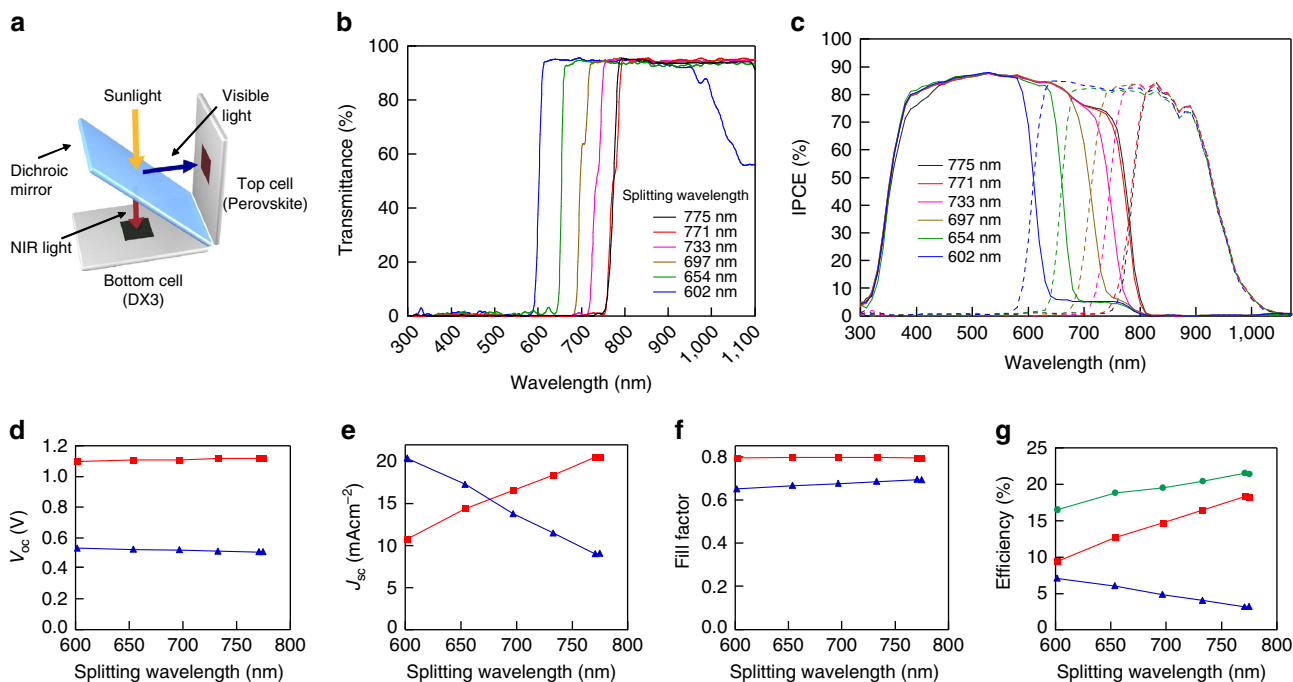 a
Sunlight
Visible
light
Dichroic
mirror
Top cell
(Perovskite)
NIR light
Bottom cell
(DX3)
b
100
80
60
40
20
0
Transmittance (%)
Splitting wavelength
775 nm
771 nm
733 nm
697 nm
654 nm
602 nm
300
400
500
600
700
800
900
1,000
1,100
Wavelength (nm)
c
100
90
80
70
60
50
40
30
20
10
0
IPCE (%)
775 nm
771 nm
733 nm
697 nm
654 nm
602 nm
300 400 500 600 700 800 900 1,000
Wavelength (nm)
d
1.2
1.0
0.8
0.6
0.4
0.2
0.0
Voc (V)
600 650 700 750 800
Splitting wavelength (nm)
e
20
15
10
5
0
Jsc (mAcm−2)
600 650 700 750 800
Splitting wavelength (nm)
f
0.8
0.6
0.4
0.2
0.0
Fill factor
600 650 700 750 800
Splitting wavelength (nm)
g
25
20
15
10
5
0
Efficiency (%)
600 650 700 750 800
Splitting wavelength (nm)